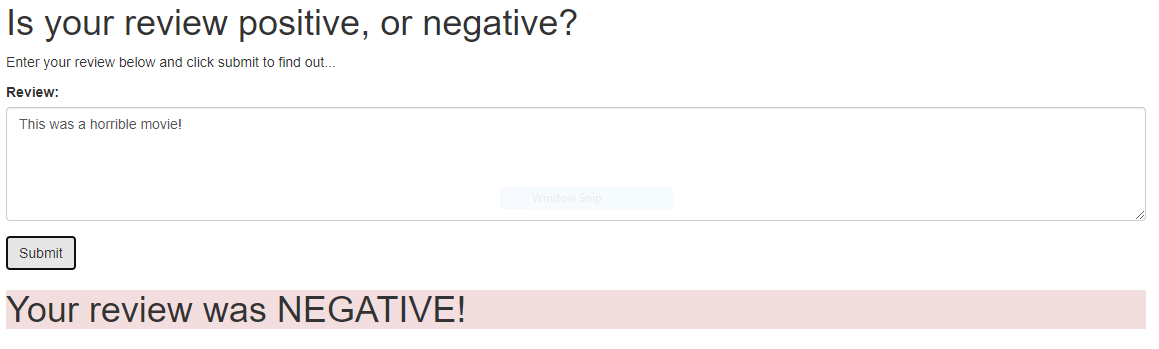 Is your review positive, or negative?
Enter your review below and click submit to find out...
Review:
This was a horrible movie!
Window Snip
Submit
Your review was NEGATIVE!